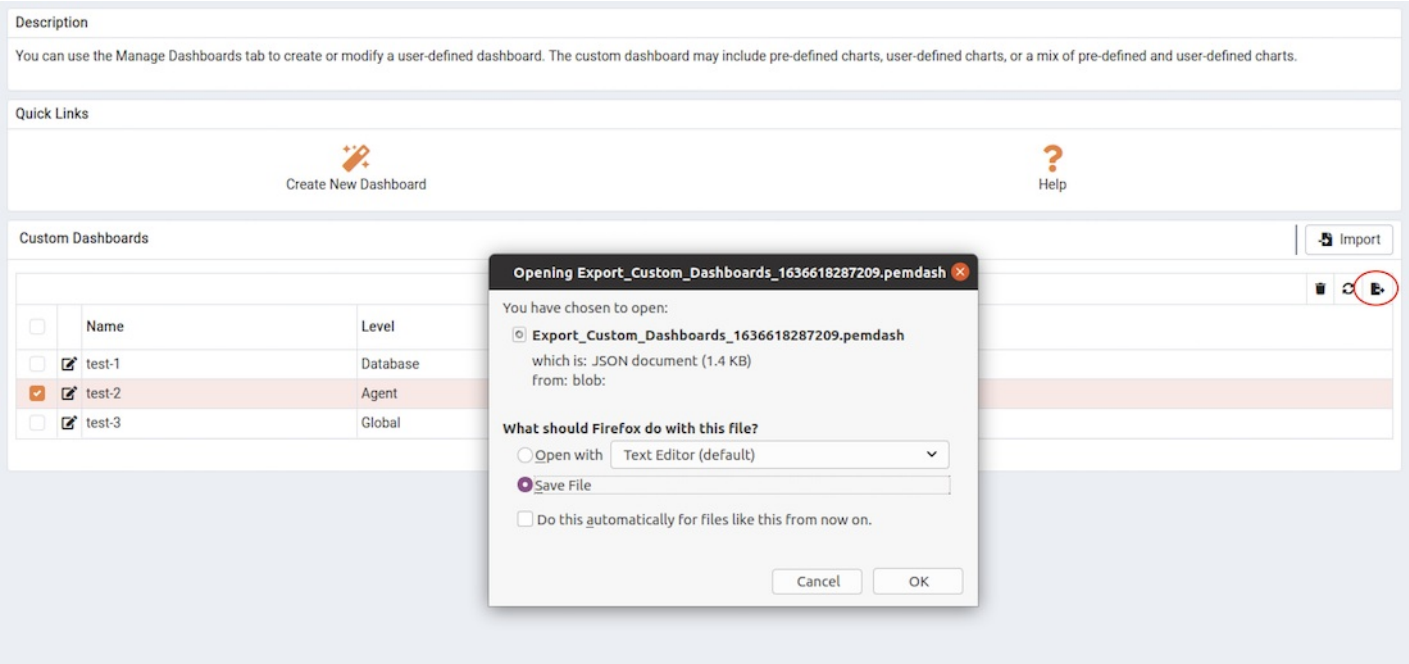 Description
You can use the Manage Dashboards tab to create or modify a user-defined dashboard. The custom dashboard may include pre-defined charts, user-defined charts, or a mix of pre-defined and user-defined charts.
Quick Links
Create New Dashboard
Help
Custom Dashboards
Import
Name
Level
test-1
Database
test-2
Agent
test-3
Global
Opening Export_Custom_Dashboards_1636618287209.pemdash
You have chosen to open:
Export_Custom_Dashboards_1636618287209.pemdash
which is: JSON document (1.4 KB)
from: blob:
What should Firefox do with this file?
Open with
Text Editor (default)
Save File
Do this automatically for files like this from now on.
Cancel
OK